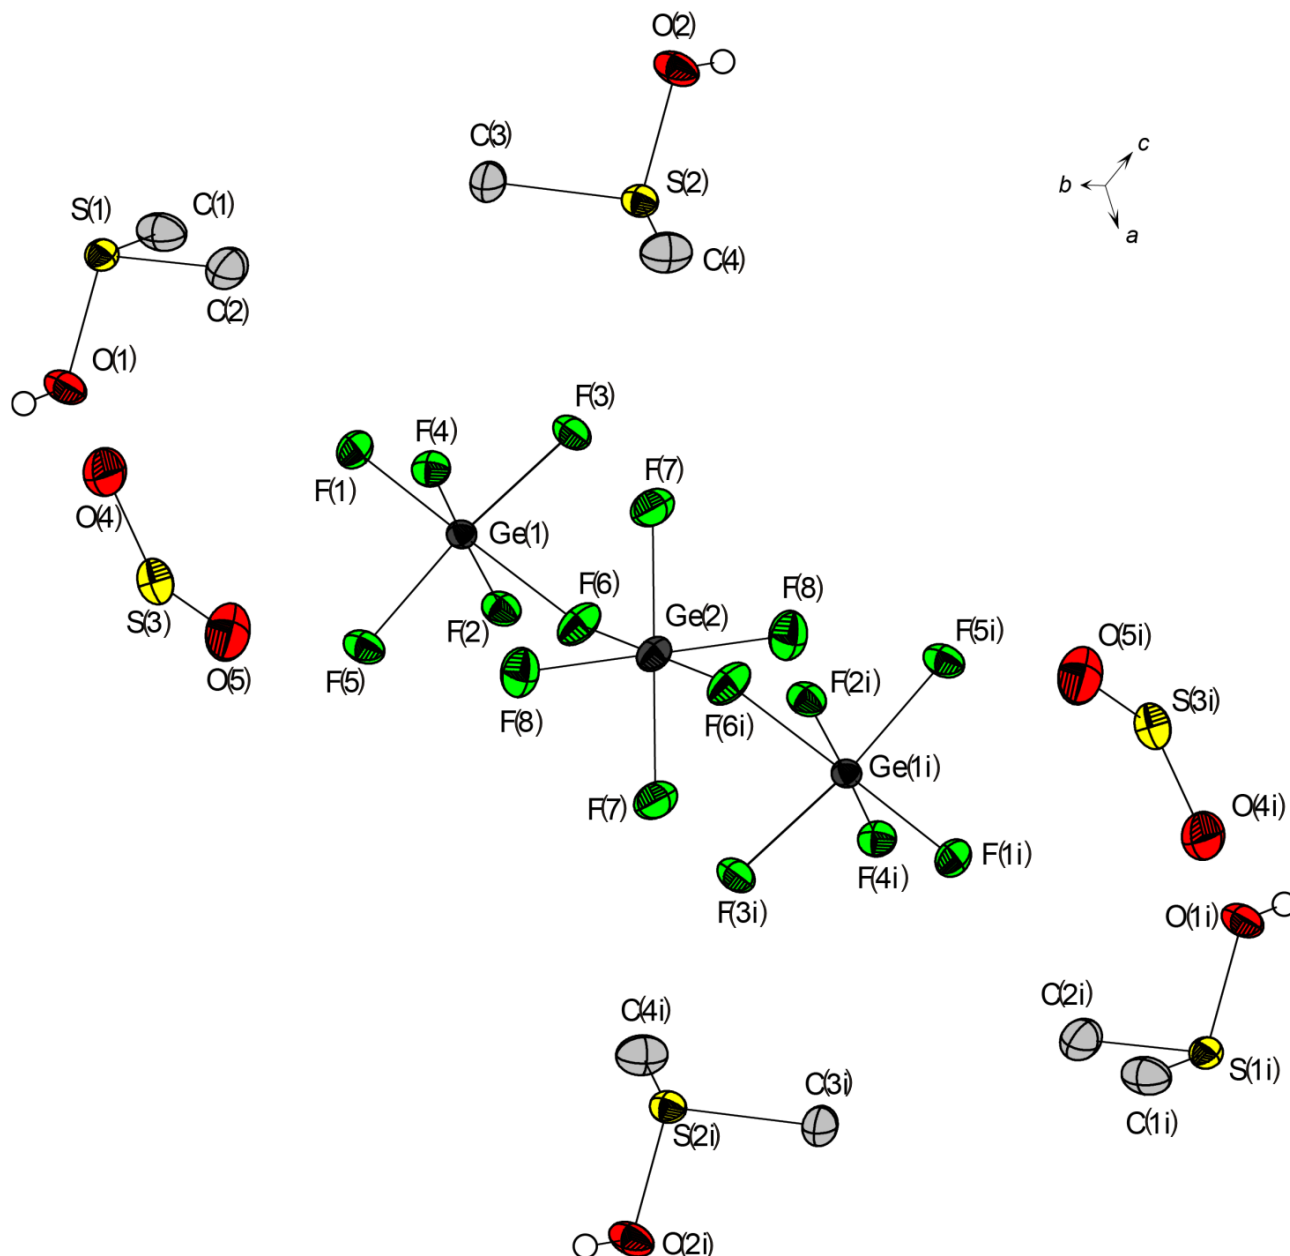 O(2)
C(3)
c
S(2)
b
S(1)
C(1)
a
C(4)
C(2)
O(1)
F(3)
F(4)
F(7)
F(1)
O(4)
Ge(1)
F(6)
F(8)
Ge(2)
S(3)
F(2)
F(5i)
O(5i)
O(5)
F(5)
F(2i)
S(3i)
F(8)
F(6i)
Ge(1i)
F(7)
O(4i)
F(1i)
F(4i)
F(3i)
O(1i)
C(2i)
C(4i)
S(1i)
C(3i)
C(1i)
S(2i)
O(2i)